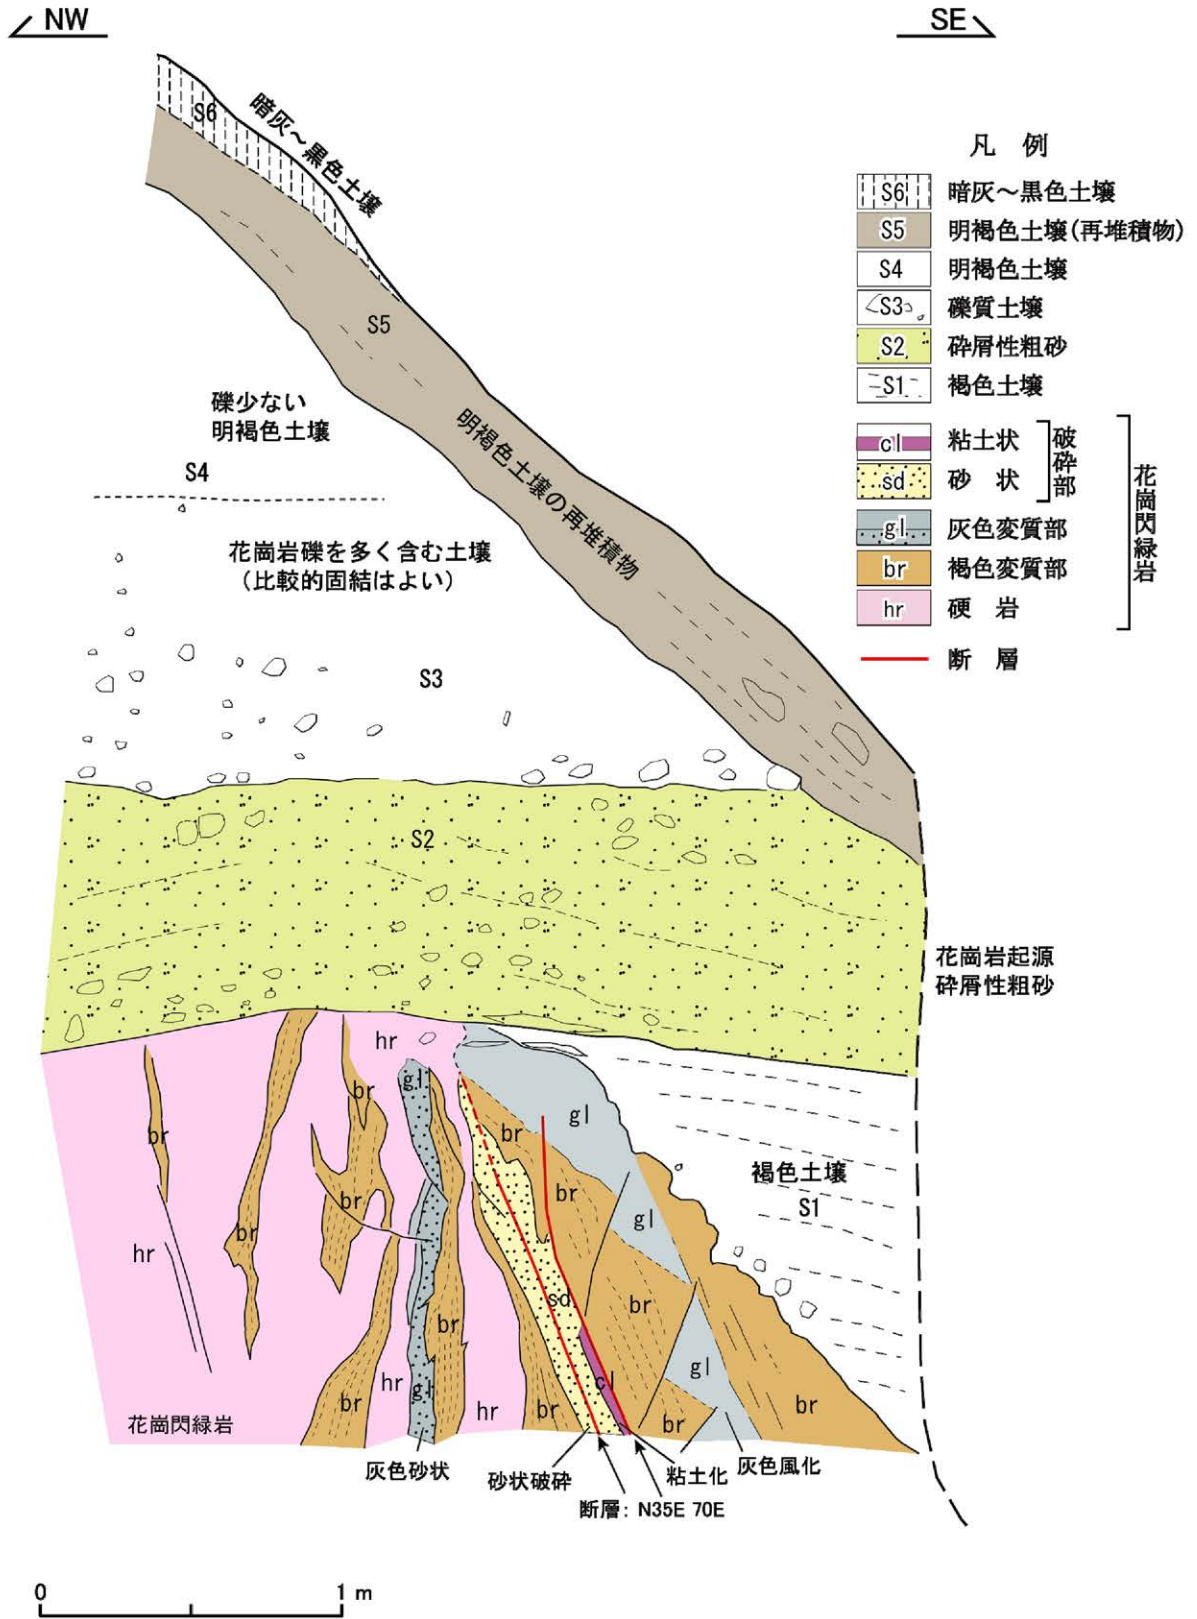 NW
SE
S6
暗灰～黒色土壌
S5
礫少ない
明褐色土壌
S4
明褐色土壌の再堆積物
花崗岩礫を多く含む土壌
（比較的固結はよい）
S3
S2
花崗岩起源
砕屑性粗砂
hr
gl
br
br
gl
br
br
褐色土壌
S1
br
gl
br
hr
sd
br
br
gl
hr
gl
cl
br
br
hr
br
br
花崗閃緑岩
灰色砂状
砂状破砕
粘土化
灰色風化
断層: N35E 70E
0
1 m
凡 例
S6
暗灰～黒色土壌
S5
明褐色土壌(再堆積物)
S4
明褐色土壌
S3
礫質土壌
S2
砕屑性粗砂
S1
褐色土壌
cl
粘土状
sd
砂 状
破砕部
gl
灰色変質部
br
褐色変質部
hr
硬 岩
花崗閃緑岩
断 層